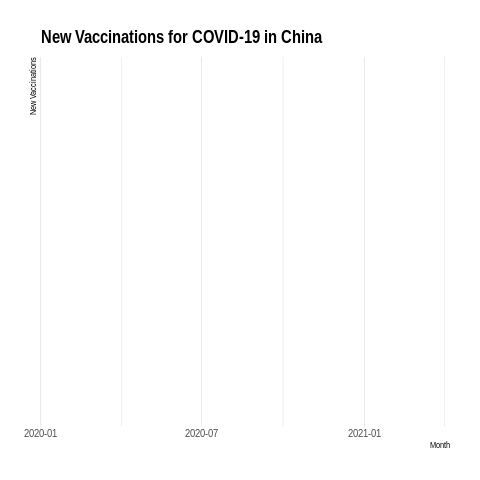 New Vaccinations for COVID-19 in China
New Vaccinations
2020-01
2020-07
2021-01
Month